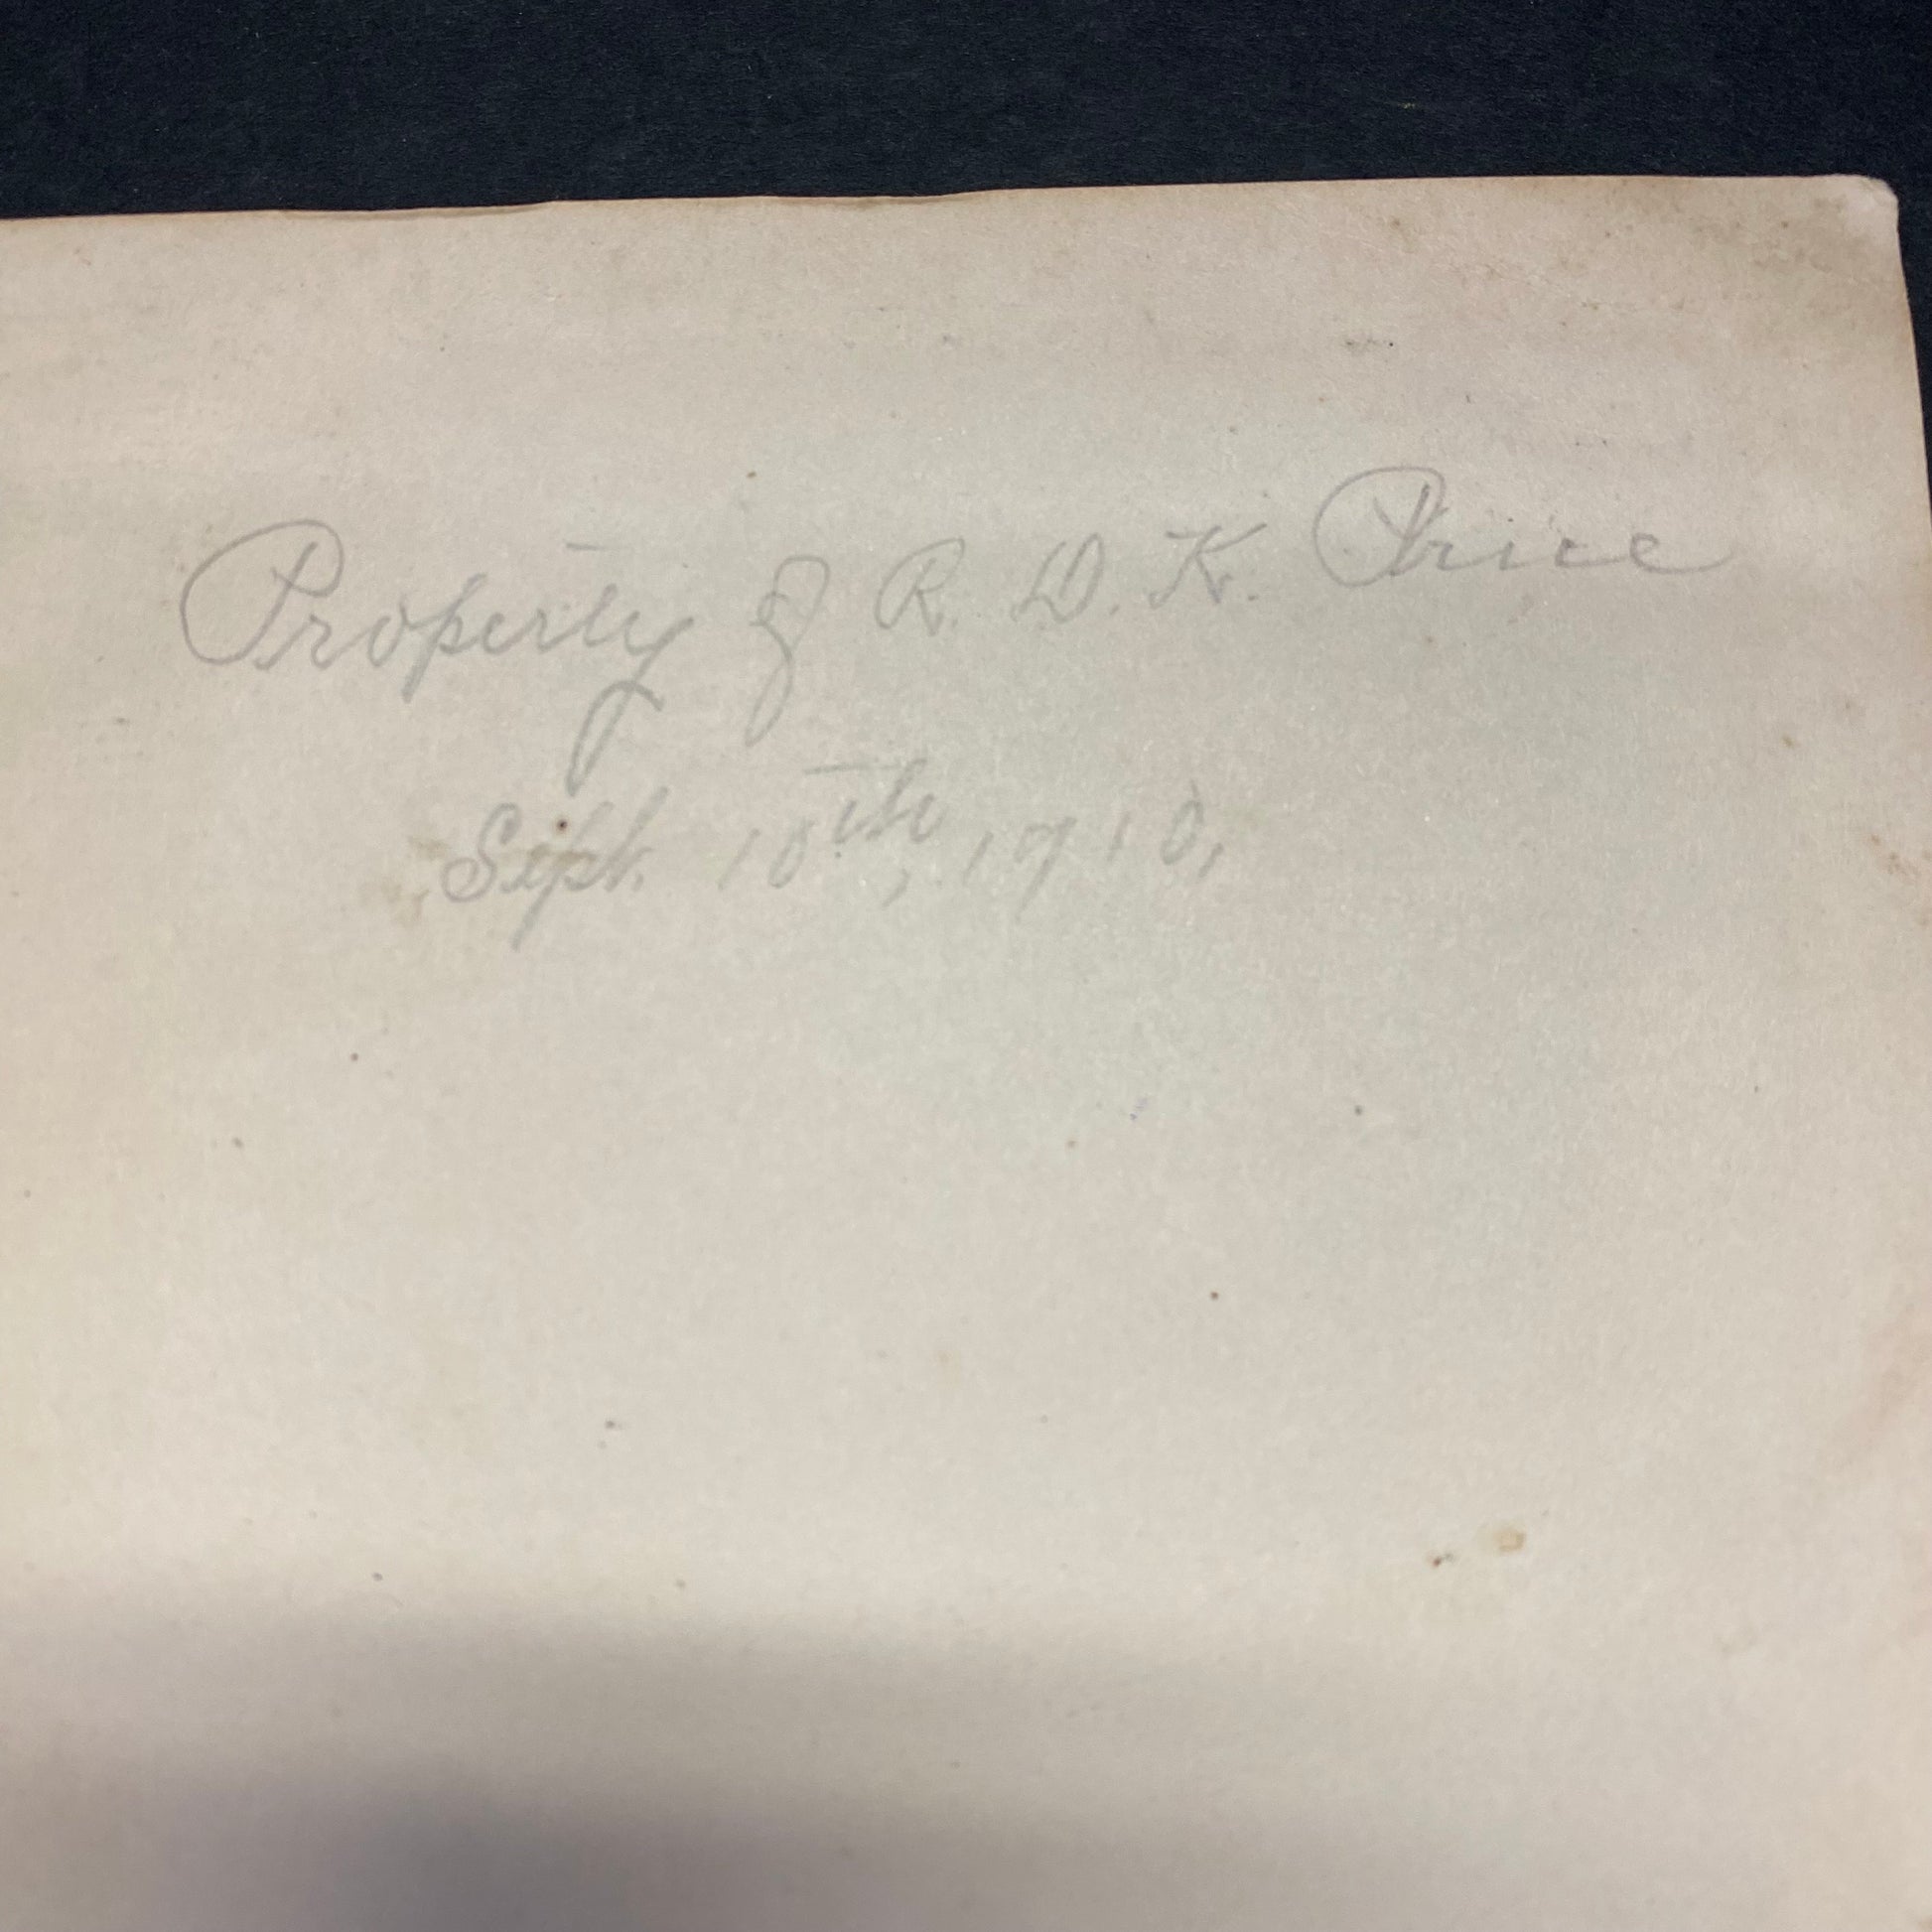 Property of R. D. K. Price
Sept. 10th, 1910,